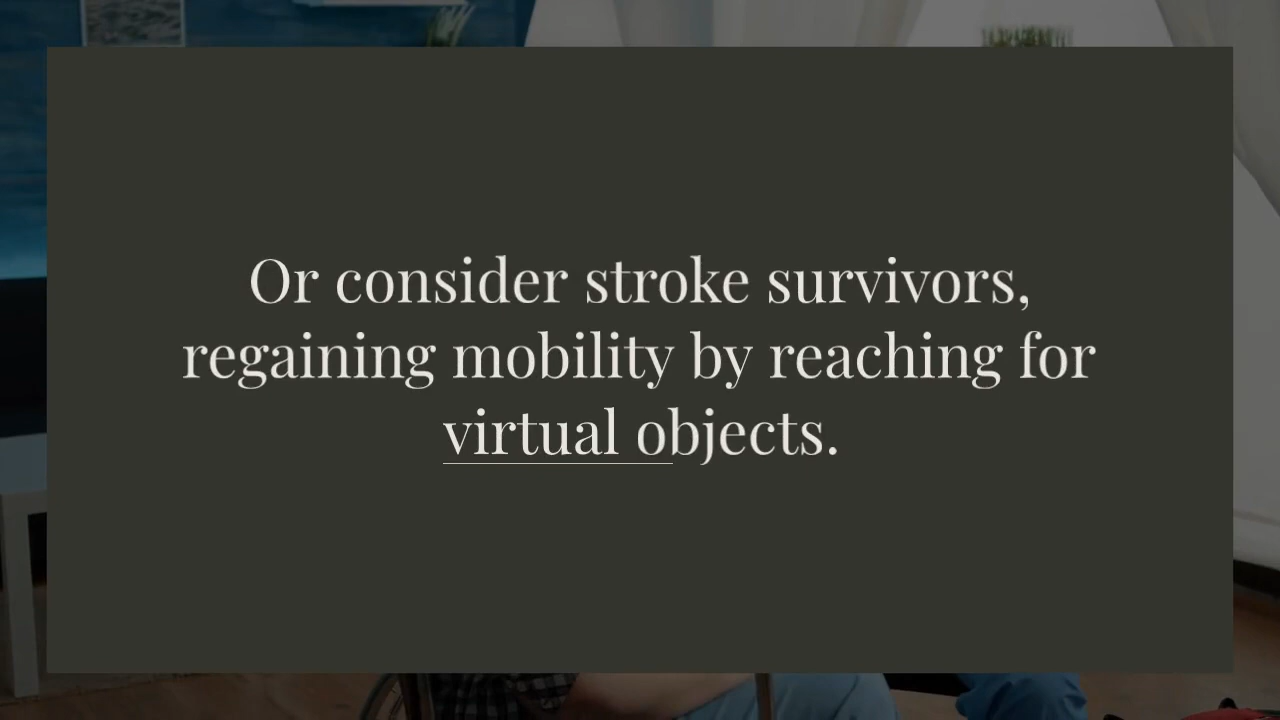 Or consider stroke survivors,
regaining mobility by reaching for
virtual objects.